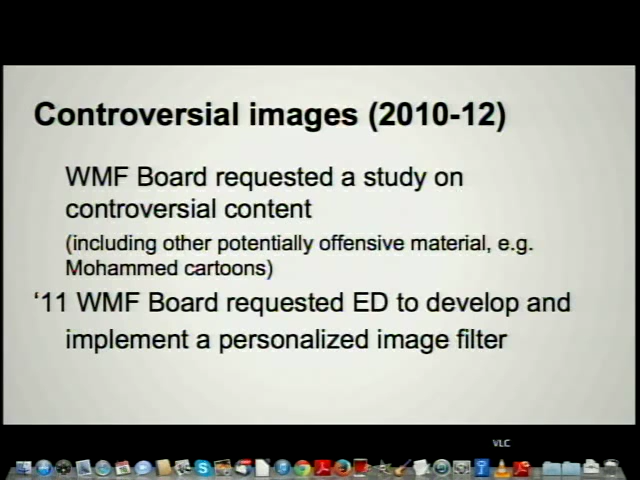 Controversial images (2010-12)
WMF Board requested a study on
controversial content
(including other potentially offensive material, e.g.
Mohammed cartoons)
‘11 WMF Board requested ED to develop and
implement a personalized image filter
VLC